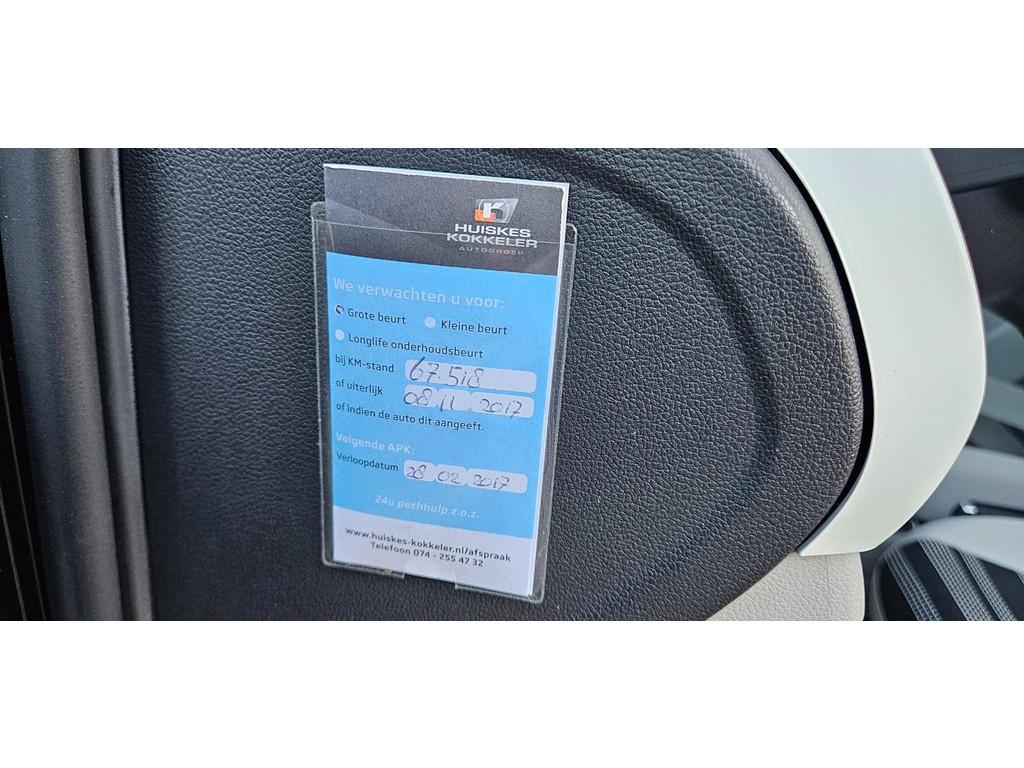 HUISKES
KOKKELER
AUTOGROEP
We verwachten u voor:
Grote beurt Kleine beurt
Longlife onderhoudsbeurt
bij KM-stand 67.518
of uiterlijk 08 11 2017
of indien de auto dit aangeeft.
Volgende APK:
Verloopdatum 28 02 2017
24u pechhulp z.o.z.
www.huiskes-kokkeler.nl/afspraak
Telefoon 074 - 255 47 32